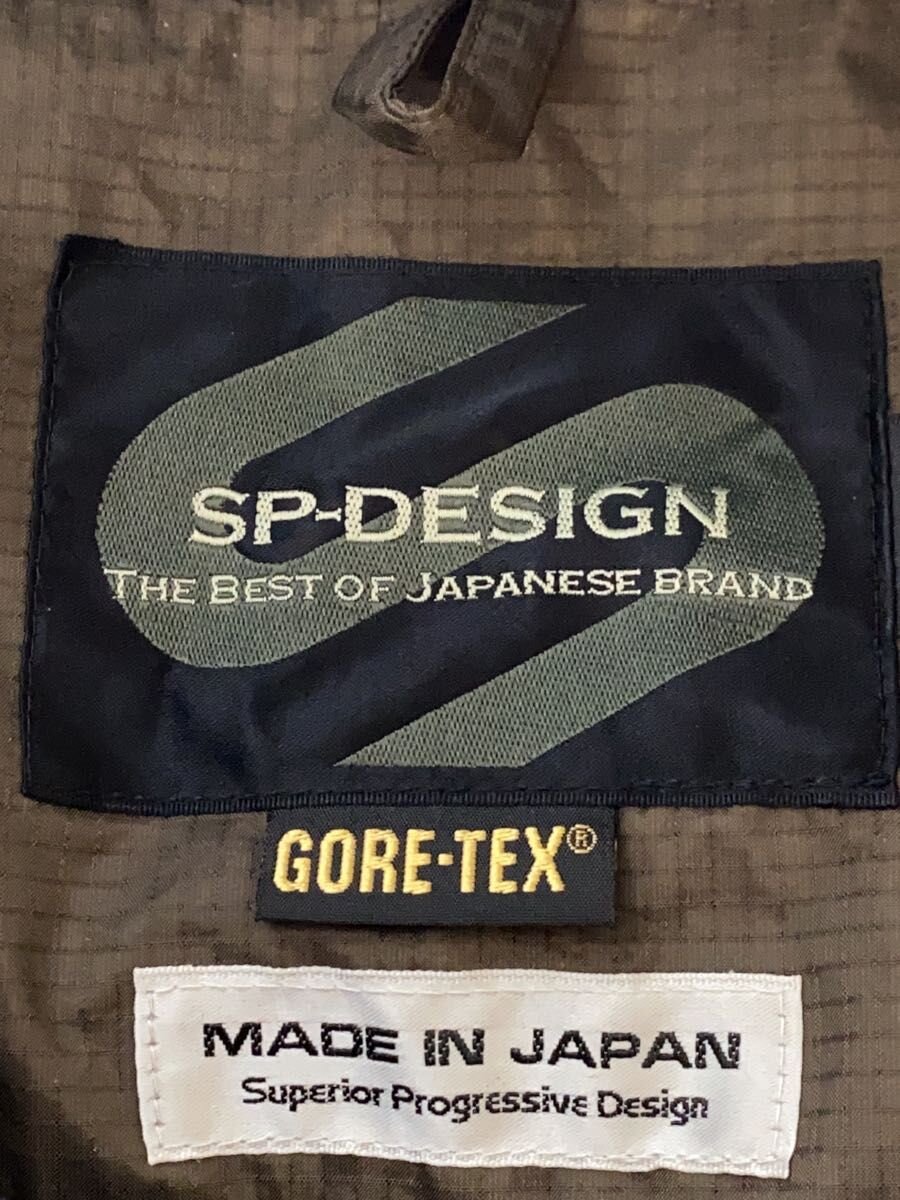 SP-DESIGN
THE BEST OF JAPANESE BRAND
GORE-TEX®
MADE IN JAPAN
Superior Progressive Design